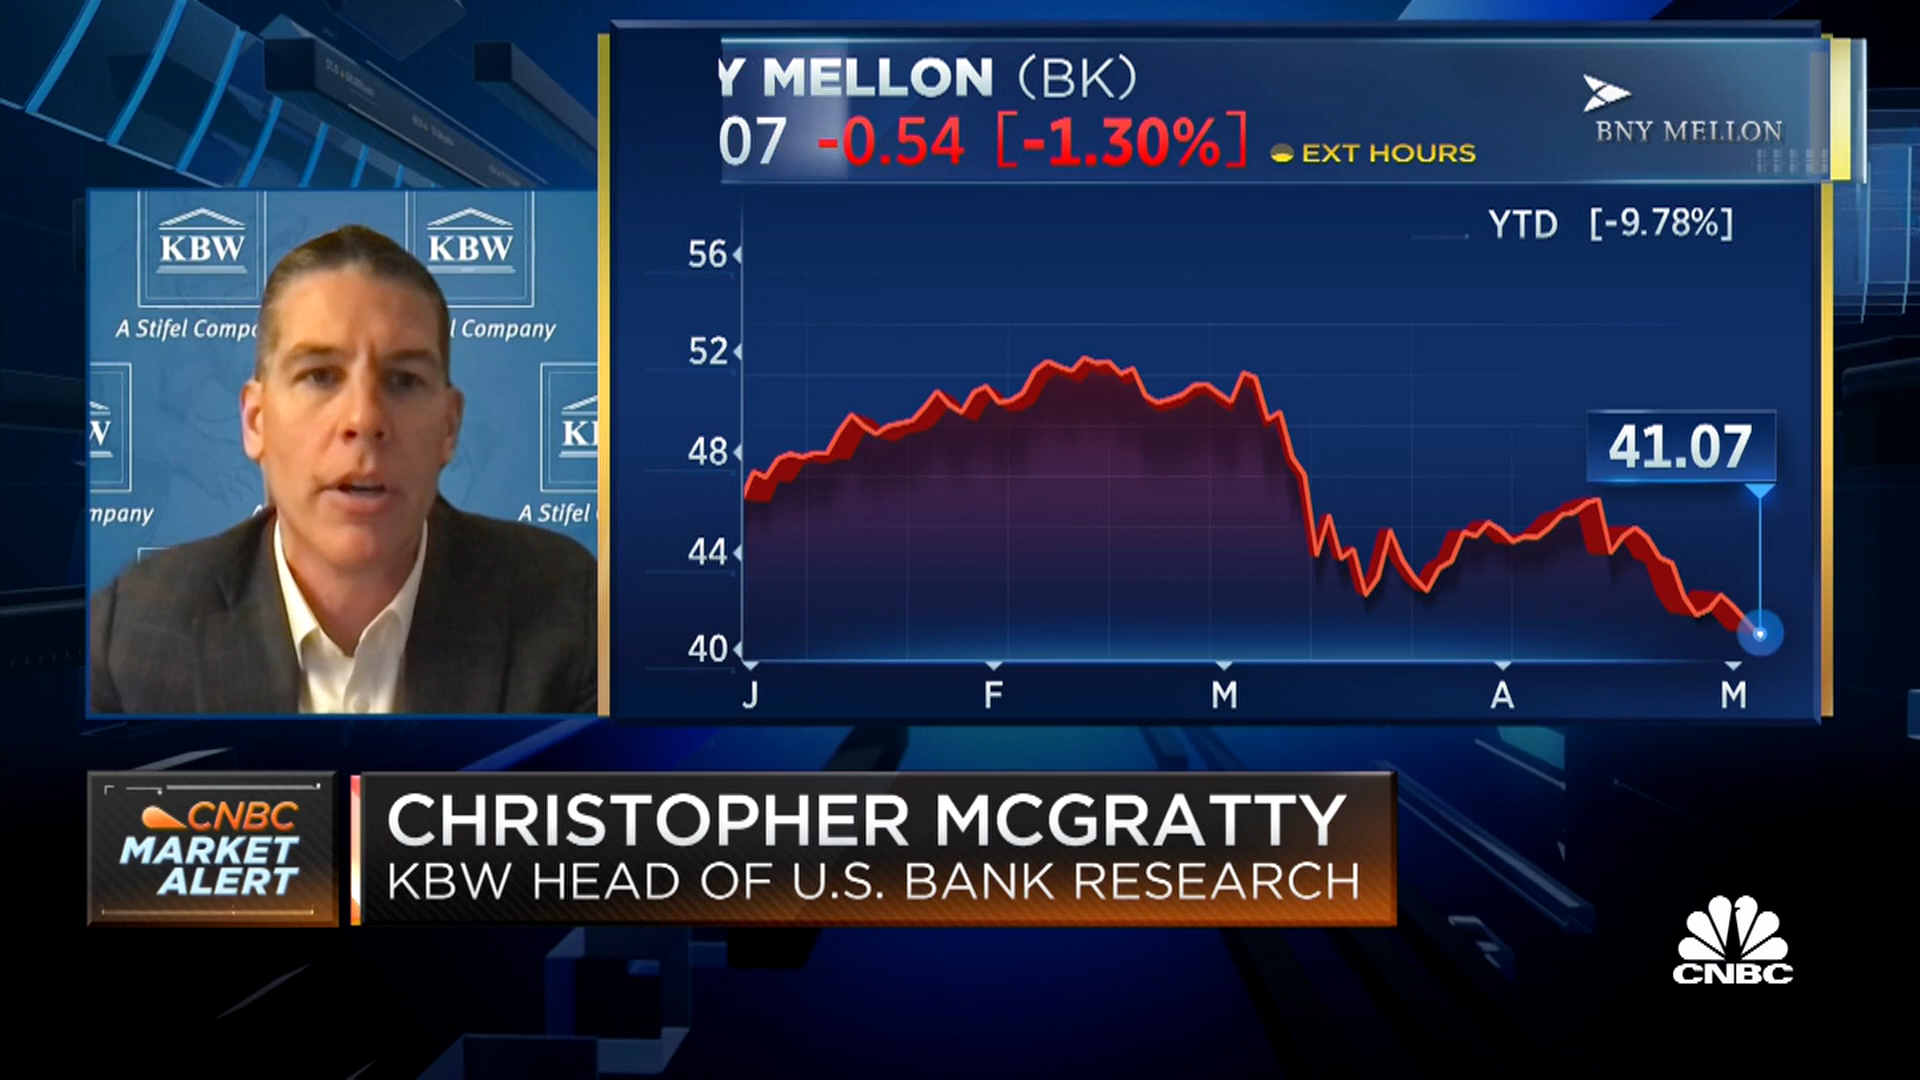 Y MELLON (BK)
07 -0.54 [-1.30%] EXT HOURS
BNY MELLON
YTD [-9.78%]
56
52
48
44
40
41.07
J F M A M
KBW KBW
A Stifel Comp l Company
W K
mpany A Stifel
CNBC
MARKET
ALERT
CHRISTOPHER MCGRATTY
KBW HEAD OF U.S. BANK RESEARCH
CNBC